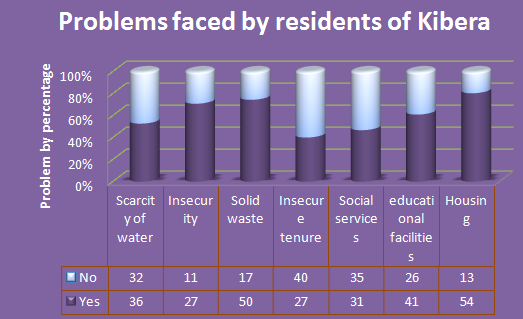 Problems faced by residents of Kibera
Problem by percentage
100%
80%
60%
40%
20%
0%
Scarcit Insecur Solid Insecur Social educati Housin
y of ity waste e service onal g
water tenure s facilitie
s
No 32 11 17 40 35 26 13
Yes 36 27 50 27 31 41 54